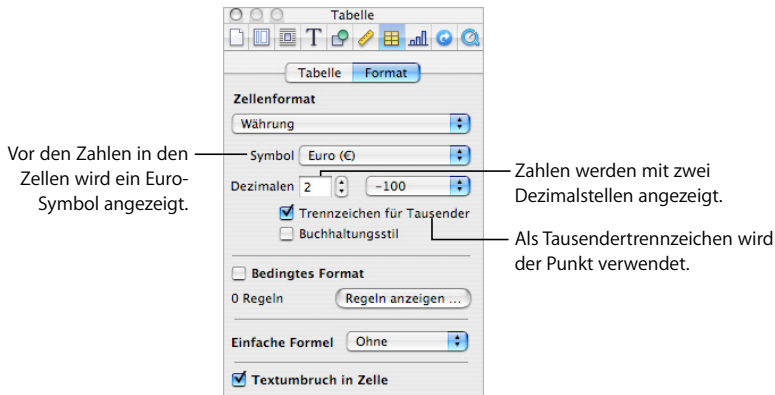 Tabelle
Tabelle Format
Zellenformat
Währung
Vor den Zahlen in den
Zellen wird ein Euro-
Symbol angezeigt.
Symbol Euro (€)
Dezimalen 2 -100
Zahlen werden mit zwei
Dezimalstellen angezeigt.
Trennzeichen für Tausender
Buchhaltungsstil
Als Tausendertrennzeichen wird
der Punkt verwendet.
Bedingtes Format
0 Regeln Regeln anzeigen ...
Einfache Formel Ohne
Textumbruch in Zelle